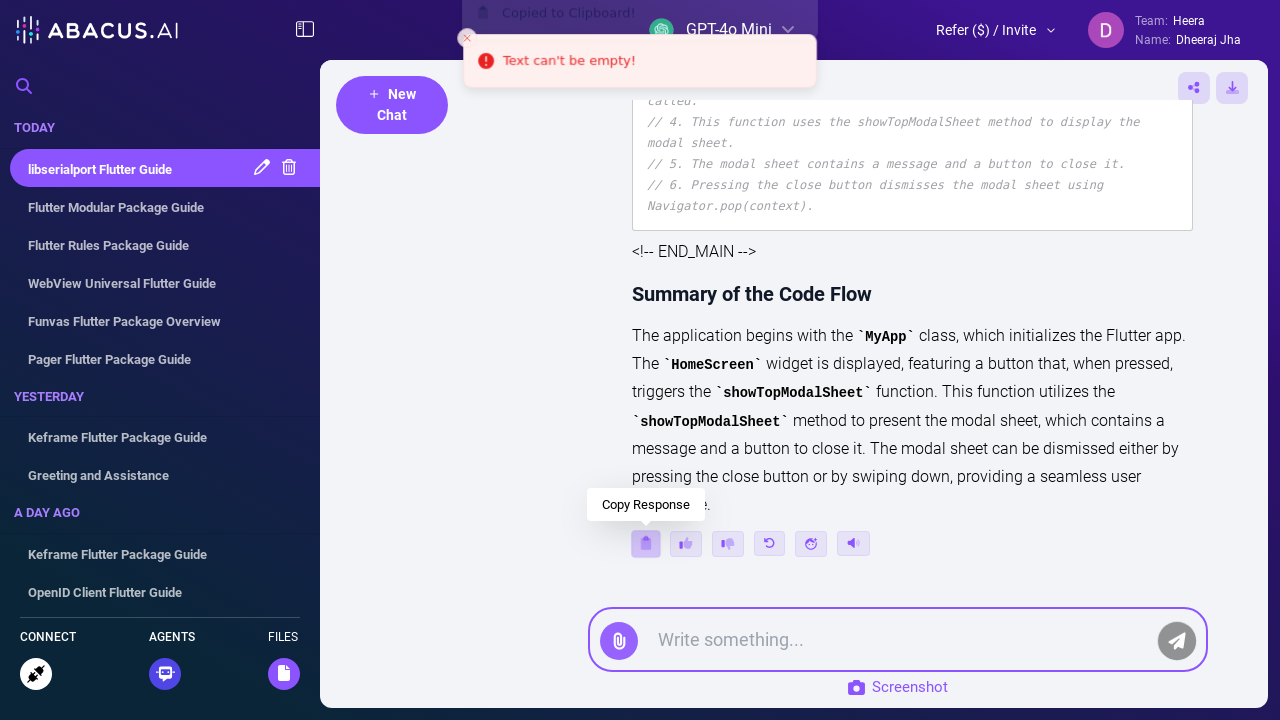 ABACUS.AI
Copied to Clipboard!
GPT-4o Mini
Text can't be empty!
Refer ($) / Invite
D
Team: Heera
Name: Dheeraj Jha
TODAY
libserialport Flutter Guide
Flutter Modular Package Guide
Flutter Rules Package Guide
WebView Universal Flutter Guide
Funvas Flutter Package Overview
Pager Flutter Package Guide
YESTERDAY
Keframe Flutter Package Guide
Greeting and Assistance
A DAY AGO
Keframe Flutter Package Guide
OpenID Client Flutter Guide
CONNECT
AGENTS
FILES
+ New
Chat
called.
// 4. This function uses the showTopModalSheet method to display the
modal sheet.
// 5. The modal sheet contains a message and a button to close it.
// 6. Pressing the close button dismisses the modal sheet using
Navigator.pop(context).
<!-- END_MAIN -->
Summary of the Code Flow
The application begins with the `MyApp` class, which initializes the Flutter app.
The `HomeScreen` widget is displayed, featuring a button that, when pressed,
triggers the `showTopModalSheet` function. This function utilizes the
`showTopModalSheet` method to present the modal sheet, which contains a
message and a button to close it. The modal sheet can be dismissed either by
pressing the close button or by swiping down, providing a seamless user
Copy Response
Write something...
Screenshot